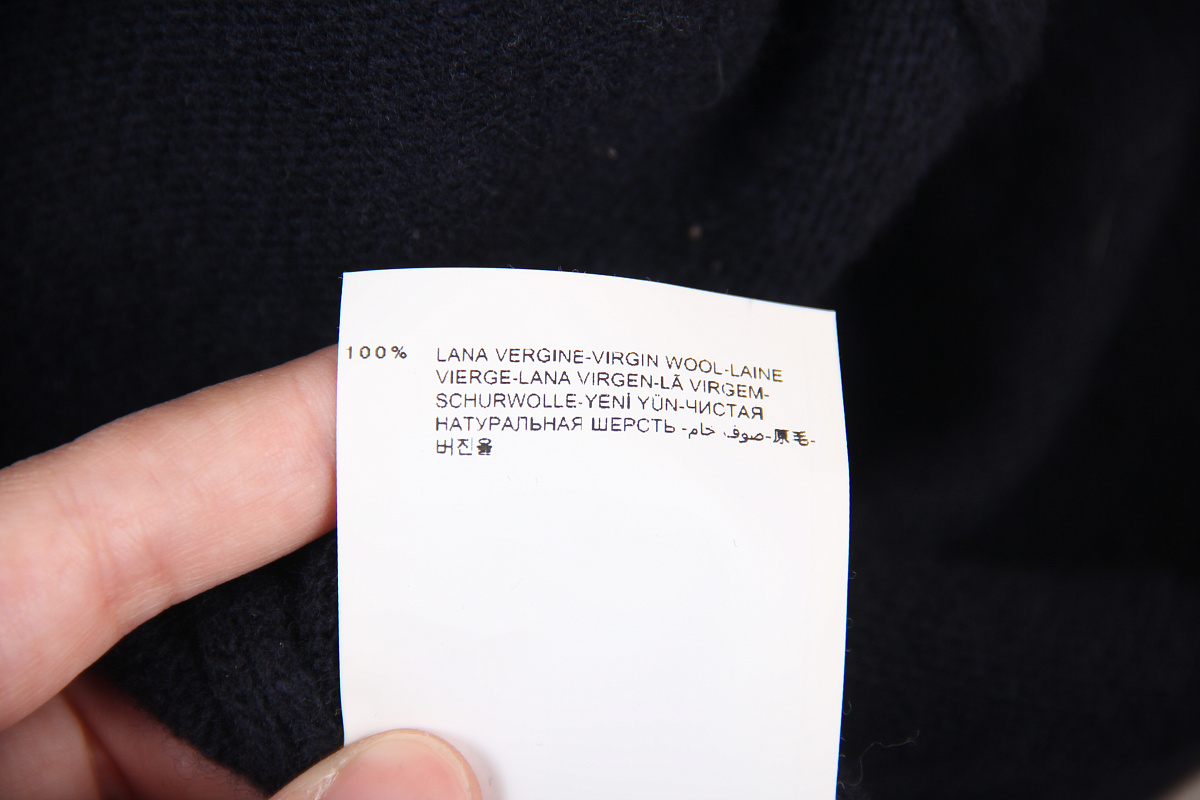 100% LANA VERGINE-VIRGIN WOOL-LAINE
VIERGE-LANA VIRGEN-LÃ VIRGEM-
SCHURWOLLE-YENİ YÜN-ЧИСТАЯ
НАТУРАЛЬНАЯ ШЕРСТЬ -صوف، خام-原毛-
버진울